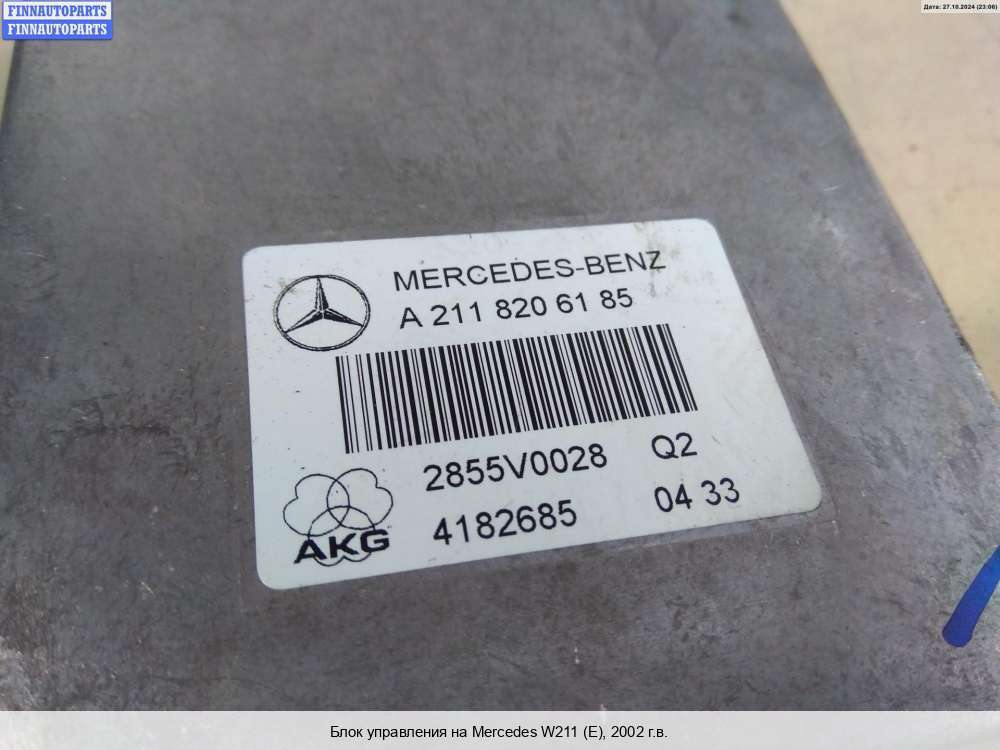 FINNAUTOPARTS
FINNAUTOPARTS
Дата: 27.10.2024 (23:06)
MERCEDES-BENZ
A 211 820 61 85
2855V0028 Q2
4182685 04 33
AKG
Блок управления на Mercedes W211 (E), 2002 г.в.